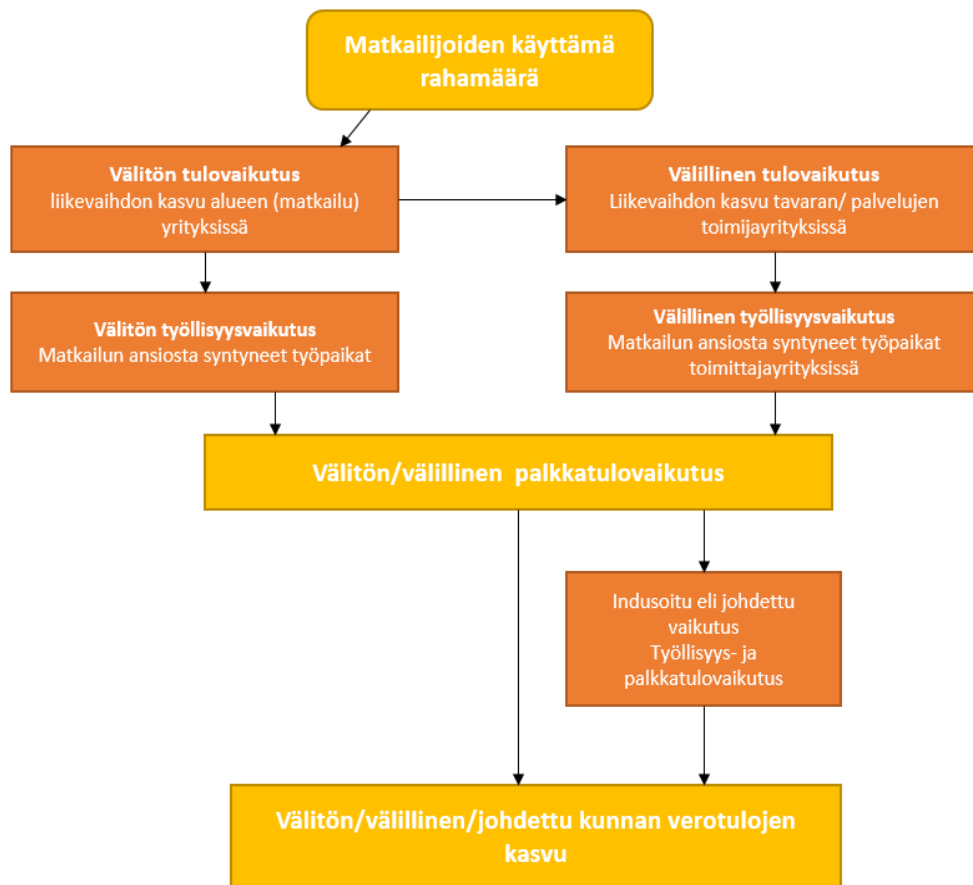 Matkailijoiden käyttämä
rahamäärä
Välitön tulovaikutus
liikevaihdon kasvu alueen (matkailu)
yrityksissä
Välillinen tulovaikutus
Liikevaihdon kasvu tavaran/ palvelujen
toimijayrityksissä
Välitön työllisyysvaikutus
Matkailun ansiosta syntyneet työpaikat
Välillinen työllisyysvaikutus
Matkailun ansiosta syntyneet työpaikat
toimittajayrityksissä
Välitön/välillinen  palkkatulovaikutus
Indusoitu eli johdettu
vaikutus
Työllisyys- ja
palkkatulovaikutus
Välitön/välillinen/johdettu kunnan verotulojen
kasvu